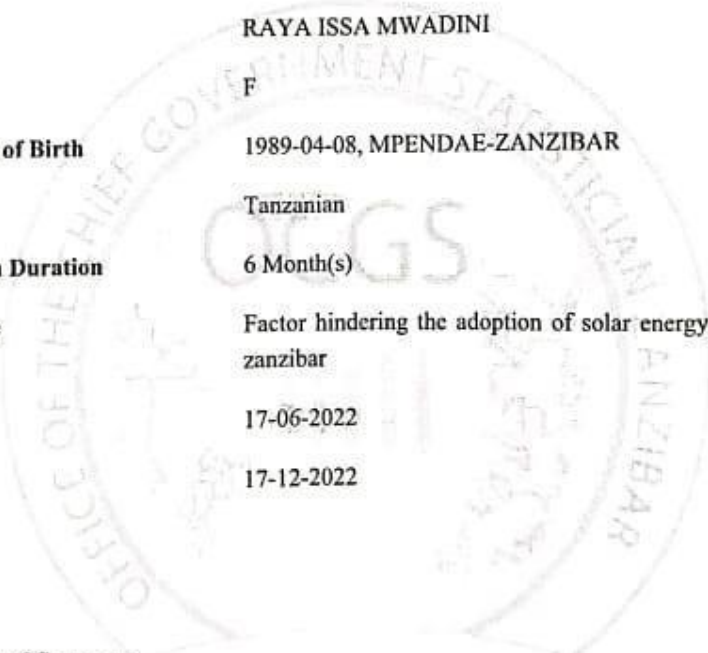 RAYA ISSA MWADINI
F
of Birth 1989-04-08, MPENDAE-ZANZIBAR
Tanzanian
Duration 6 Month(s)
Factor hindering the adoption of solar energy
zanzibar
17-06-2022
17-12-2022
OFFICE OF THE CHIEF GOVERNMENT STATISTICIAN ZANZIBAR
OCGS